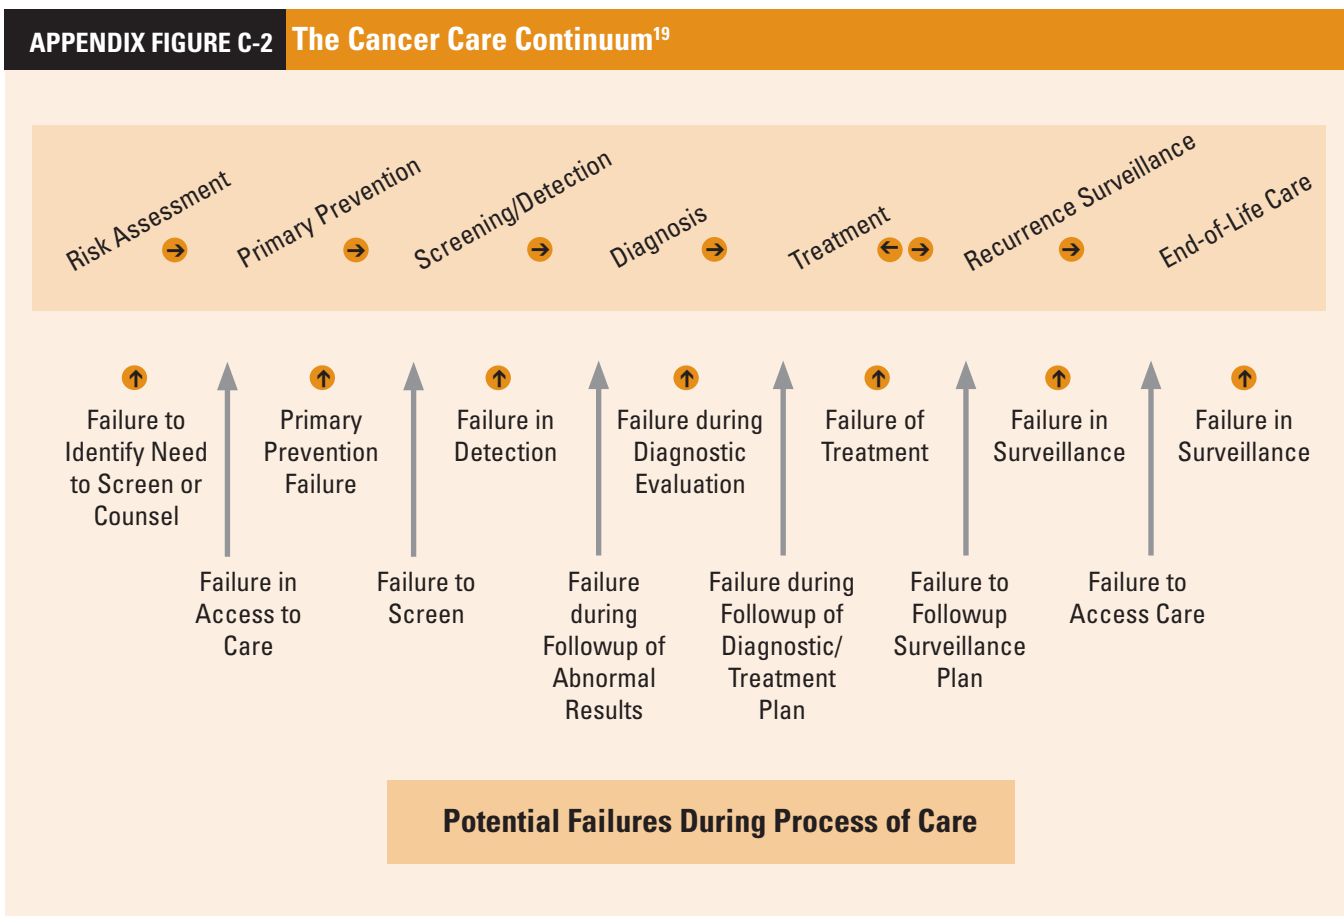 APPENDIX FIGURE C-2 The Cancer Care Continuum19
Risk Assessment
Primary Prevention
Screening/Detection
Diagnosis
Treatment
Recurrence Surveillance
End-of-Life Care
Failure to
Identify Need
to Screen or
Counsel
Primary
Prevention
Failure
Failure in
Detection
Failure during
Diagnostic
Evaluation
Failure of
Treatment
Failure in
Surveillance
Failure in
Surveillance
Failure in
Access to
Care
Failure to
Screen
Failure
during
Followup of
Abnormal
Results
Failure during
Followup of
Diagnostic/
Treatment
Plan
Failure to
Followup
Surveillance
Plan
Failure to
Access Care
Potential Failures During Process of Care